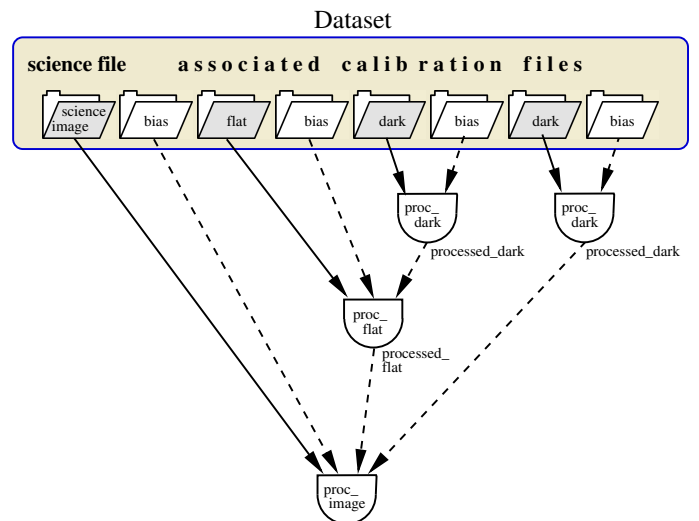 Dataset
science file associated calibration files
science
image
bias
flat
bias
dark
bias
dark
bias
proc_
dark
processed_dark
proc_
dark
processed_dark
proc_
flat
processed_
flat
proc_
image